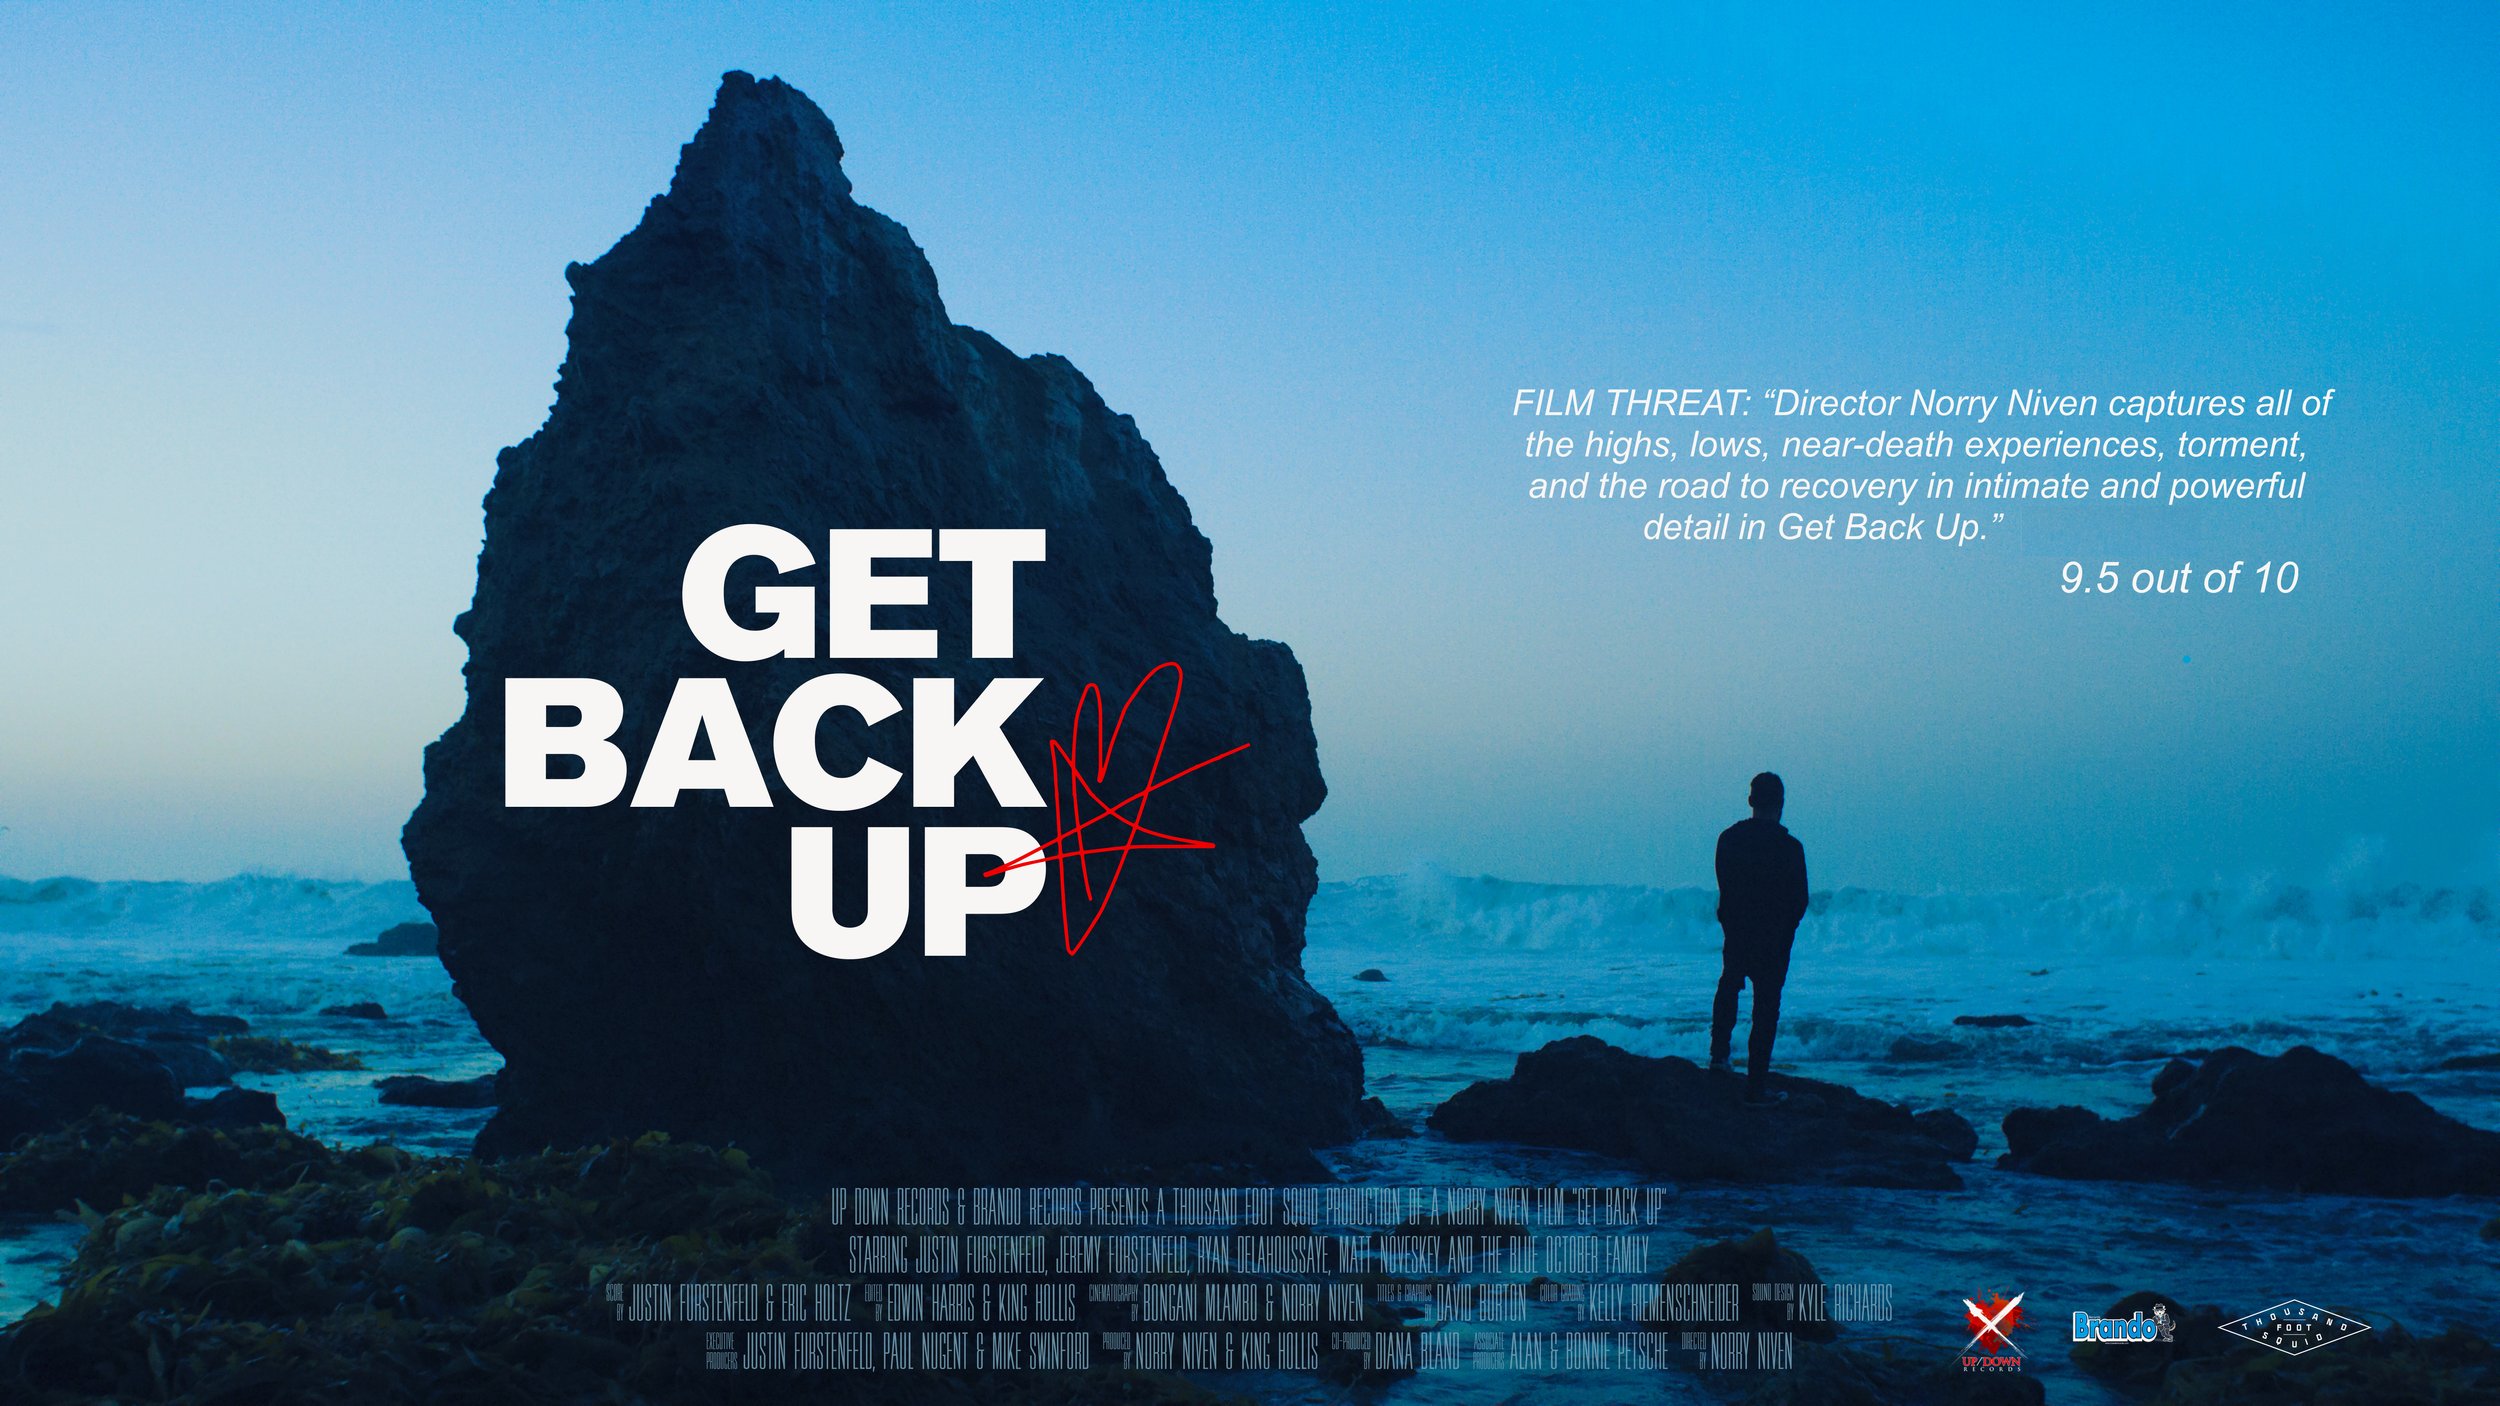 GET
BACK
UP
FILM THREAT: “Director Norry Niven captures all of
the highs, lows, near-death experiences, torment,
and the road to recovery in intimate and powerful
detail in Get Back Up.”
9.5 out of 10
UP DOWN RECORDS & BRANDO RECORDS PRESENTS A THOUSAND FOOT SQUID PRODUCTION OF A NORRY NIVEN FILM "GET BACK UP"
STARRING JUSTIN FURSTENFELD, JEREMY FURSTENFELD, RYAN DELAHOUSSAYE, MATT NOVESKEY AND THE BLUE OCTOBER FAMILY
SCORE BY JUSTIN FURSTENFELD & ERIC HOLTZ EDITED BY EDWIN HARRIS & KING HOLLIS CINEMATOGRAPHY BY BONGANI MLAMBO & NORRY NIVEN TITLES & GRAPHICS BY DAVID BURTON COLOR GRADING BY KELLY RIEMENSCHNEIDER SOUND DESIGN BY KYLE RICHARDS
EXECUTIVE PRODUCERS JUSTIN FURSTENFELD, PAUL NUGENT & MIKE SWINFORD PRODUCED BY NORRY NIVEN & KING HOLLIS CO-PRODUCED BY DIANA BLAND ASSOCIATE PRODUCERS ALAN & BONNIE PETSCHE DIRECTED BY NORRY NIVEN
UP/DOWN
RECORDS
Brando
THOUSAND
FOOT
SQUID